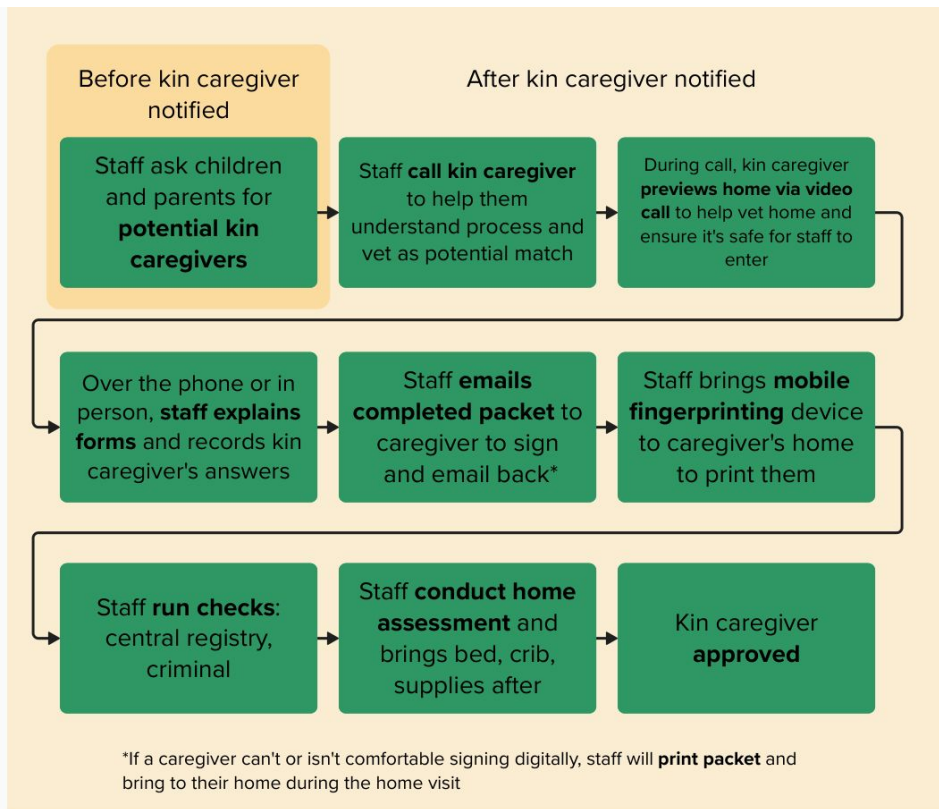 Before kin caregiver
notified
After kin caregiver notified
Staff ask children
and parents for
potential kin
caregivers
Staff call kin caregiver
to help them
understand process and
vet as potential match
During call, kin caregiver
previews home via video
call to help vet home and
ensure it's safe for staff to
enter
Over the phone or in
person, staff explains
forms and records kin
caregiver's answers
Staff emails
completed packet to
caregiver to sign
and email back*
Staff brings mobile
fingerprinting device
to caregiver's home
to print them
Staff run checks:
central registry,
criminal
Staff conduct home
assessment and
brings bed, crib,
supplies after
Kin caregiver
approved
*If a caregiver can't or isn't comfortable signing digitally, staff will print packet and
bring to their home during the home visit